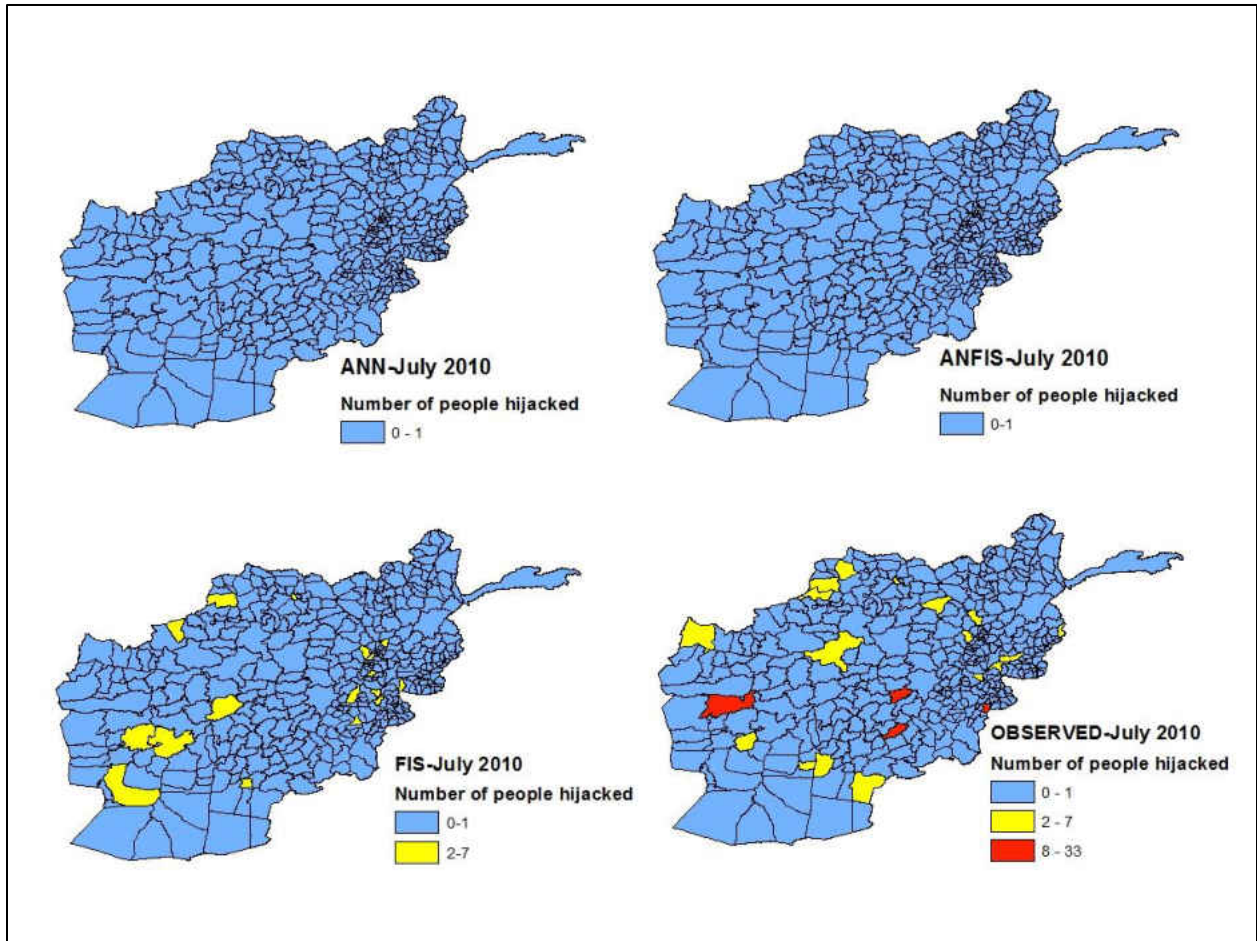 ANN-July 2010
Number of people hijacked
0 - 1
ANFIS-July 2010
Number of people hijacked
0-1
FIS-July 2010
Number of people hijacked
0-1
2-7
OBSERVED-July 2010
Number of people hijacked
0 - 1
2 - 7
8 - 33